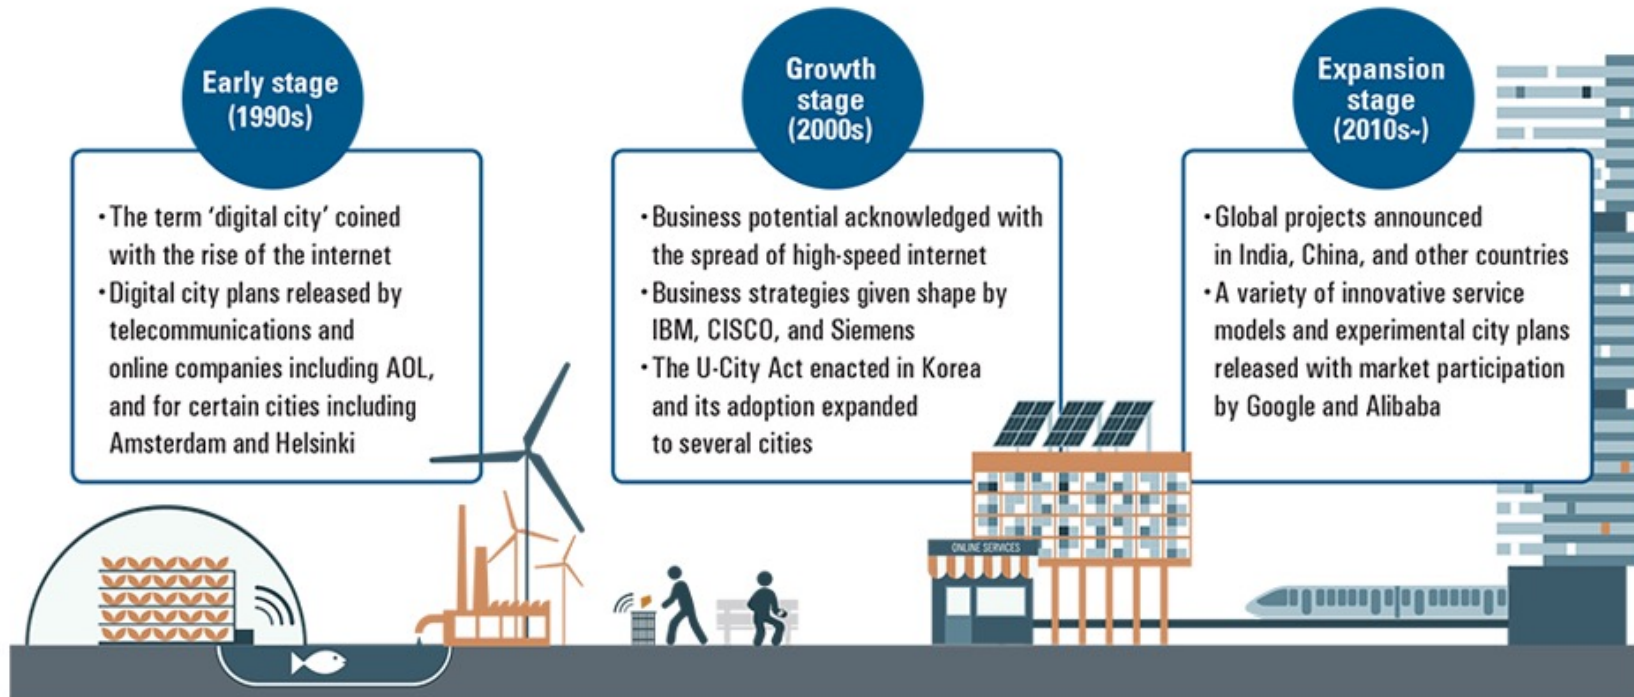 Early stage
(1990s)
•The term ‘digital city’ coined
with the rise of the internet
•Digital city plans released by
telecommunications and
online companies including AOL,
and for certain cities including
Amsterdam and Helsinki
Growth
stage
(2000s)
•Business potential acknowledged with
the spread of high-speed internet
•Business strategies given shape by
IBM, CISCO, and Siemens
•The U-City Act enacted in Korea
and its adoption expanded
to several cities
Expansion
stage
(2010s~)
•Global projects announced
in India, China, and other countries
•A variety of innovative service
models and experimental city plans
released with market participation
by Google and Alibaba
ONLINE SERVICES